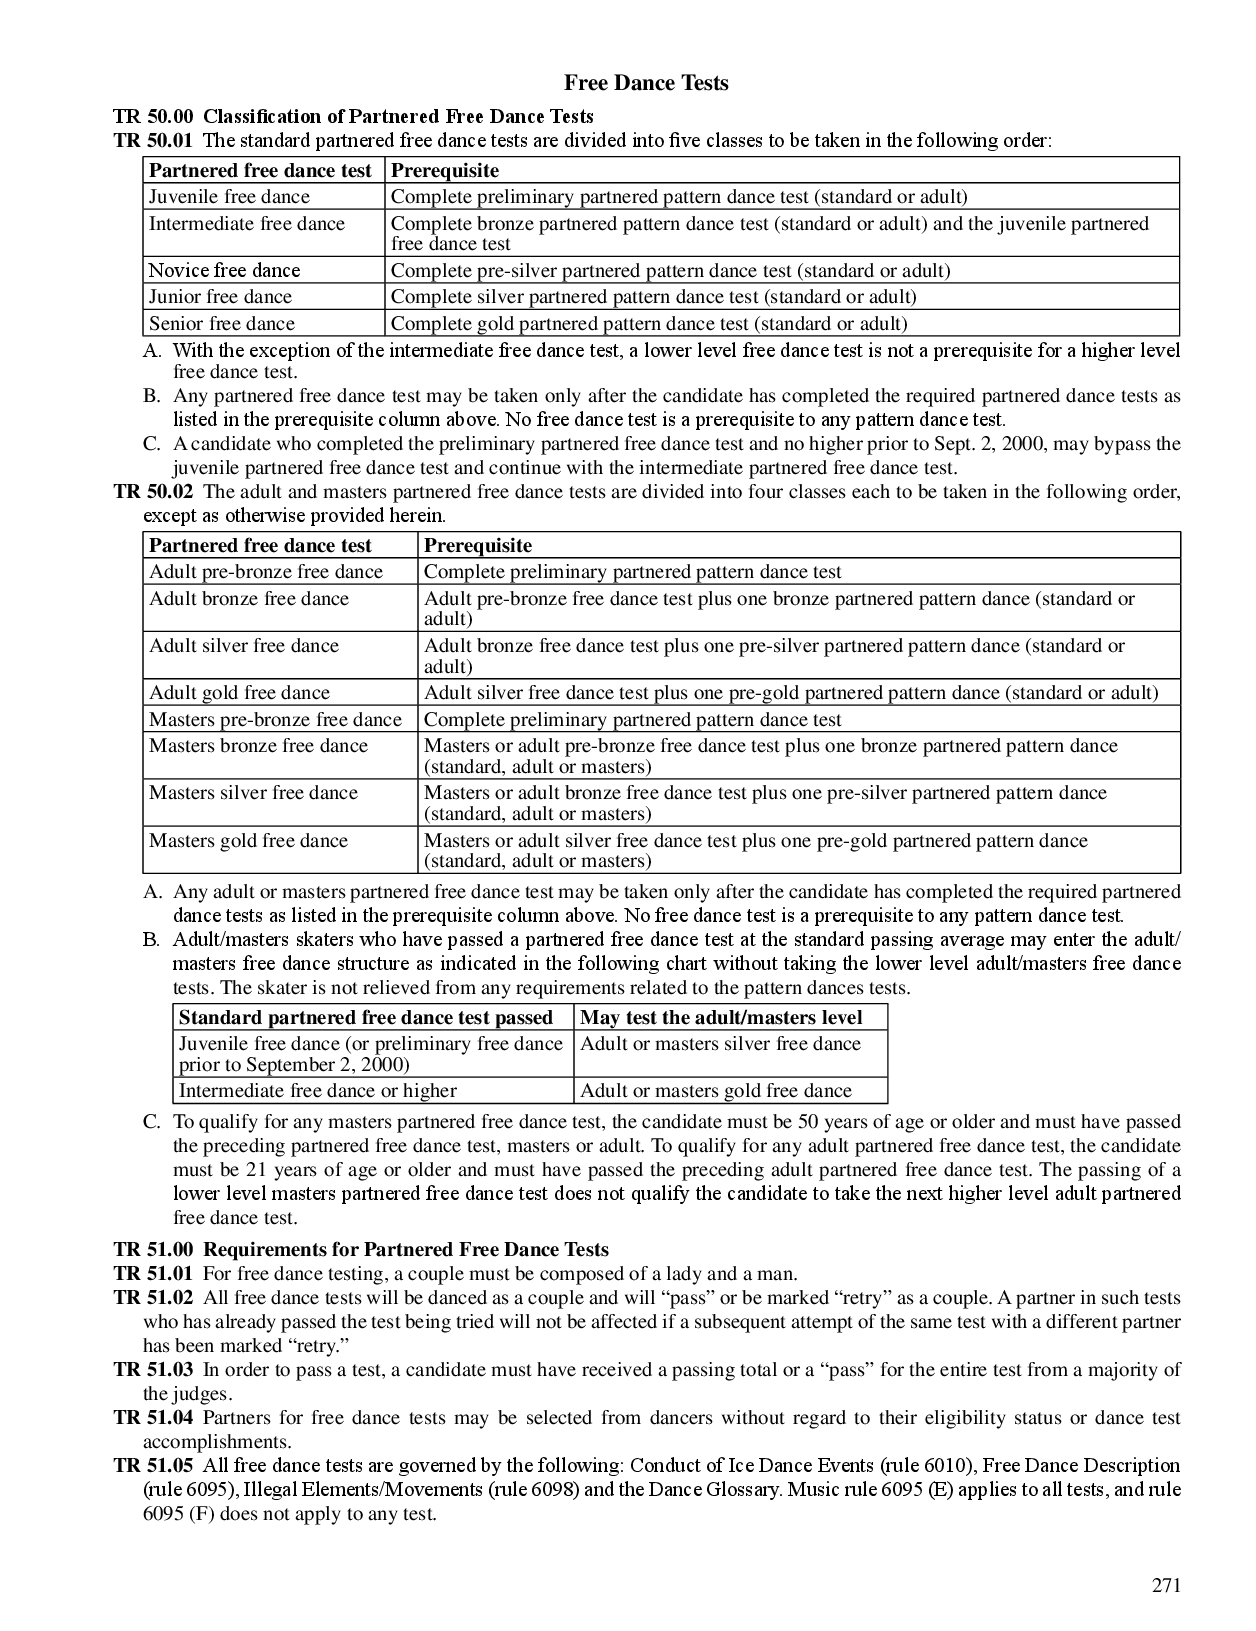 Free Dance Tests
TR 50.00 Classification of Partnered Free Dance Tests
TR 50.01 The standard partnered free dance tests are divided into five classes to be taken in the following order:
Partnered free dance test Prerequisite
Juvenile free dance Complete preliminary partnered pattern dance test (standard or adult)
Intermediate free dance Complete bronze partnered pattern dance test (standard or adult) and the juvenile partnered
free dance test
Novice free dance Complete pre-silver partnered pattern dance test (standard or adult)
Junior free dance Complete silver partnered pattern dance test (standard or adult)
Senior free dance Complete gold partnered pattern dance test (standard or adult)
A. With the exception of the intermediate free dance test, a lower level free dance test is not a prerequisite for a higher level
free dance test.
B. Any partnered free dance test may be taken only after the candidate has completed the required partnered dance tests as
listed in the prerequisite column above. No free dance test is a prerequisite to any pattern dance test.
C. A candidate who completed the preliminary partnered free dance test and no higher prior to Sept. 2, 2000, may bypass the
juvenile partnered free dance test and continue with the intermediate partnered free dance test.
TR 50.02 The adult and masters partnered free dance tests are divided into four classes each to be taken in the following order,
except as otherwise provided herein.
Partnered free dance test Prerequisite
Adult pre-bronze free dance Complete preliminary partnered pattern dance test
Adult bronze free dance Adult pre-bronze free dance test plus one bronze partnered pattern dance (standard or
adult)
Adult silver free dance Adult bronze free dance test plus one pre-silver partnered pattern dance (standard or
adult)
Adult gold free dance Adult silver free dance test plus one pre-gold partnered pattern dance (standard or adult)
Masters pre-bronze free dance Complete preliminary partnered pattern dance test
Masters bronze free dance Masters or adult pre-bronze free dance test plus one bronze partnered pattern dance
(standard, adult or masters)
Masters silver free dance Masters or adult bronze free dance test plus one pre-silver partnered pattern dance
(standard, adult or masters)
Masters gold free dance Masters or adult silver free dance test plus one pre-gold partnered pattern dance
(standard, adult or masters)
A. Any adult or masters partnered free dance test may be taken only after the candidate has completed the required partnered
dance tests as listed in the prerequisite column above. No free dance test is a prerequisite to any pattern dance test.
B. Adult/masters skaters who have passed a partnered free dance test at the standard passing average may enter the adult/
masters free dance structure as indicated in the following chart without taking the lower level adult/masters free dance
tests. The skater is not relieved from any requirements related to the pattern dances tests.
Standard partnered free dance test passed May test the adult/masters level
Juvenile free dance (or preliminary free dance Adult or masters silver free dance
prior to September 2, 2000)
Intermediate free dance or higher Adult or masters gold free dance
C. To qualify for any masters partnered free dance test, the candidate must be 50 years of age or older and must have passed
the preceding partnered free dance test, masters or adult. To qualify for any adult partnered free dance test, the candidate
must be 21 years of age or older and must have passed the preceding adult partnered free dance test. The passing of a
lower level masters partnered free dance test does not qualify the candidate to take the next higher level adult partnered
free dance test.
TR 51.00 Requirements for Partnered Free Dance Tests
TR 51.01 For free dance testing, a couple must be composed of a lady and a man.
TR 51.02 All free dance tests will be danced as a couple and will “pass” or be marked “retry” as a couple. A partner in such tests
who has already passed the test being tried will not be affected if a subsequent attempt of the same test with a different partner
has been marked “retry.”
TR 51.03 In order to pass a test, a candidate must have received a passing total or a “pass” for the entire test from a majority of
the judges.
TR 51.04 Partners for free dance tests may be selected from dancers without regard to their eligibility status or dance test
accomplishments.
TR 51.05 All free dance tests are governed by the following: Conduct of Ice Dance Events (rule 6010), Free Dance Description
(rule 6095), Illegal Elements/Movements (rule 6098) and the Dance Glossary. Music rule 6095 (E) applies to all tests, and rule
6095 (F) does not apply to any test.
271